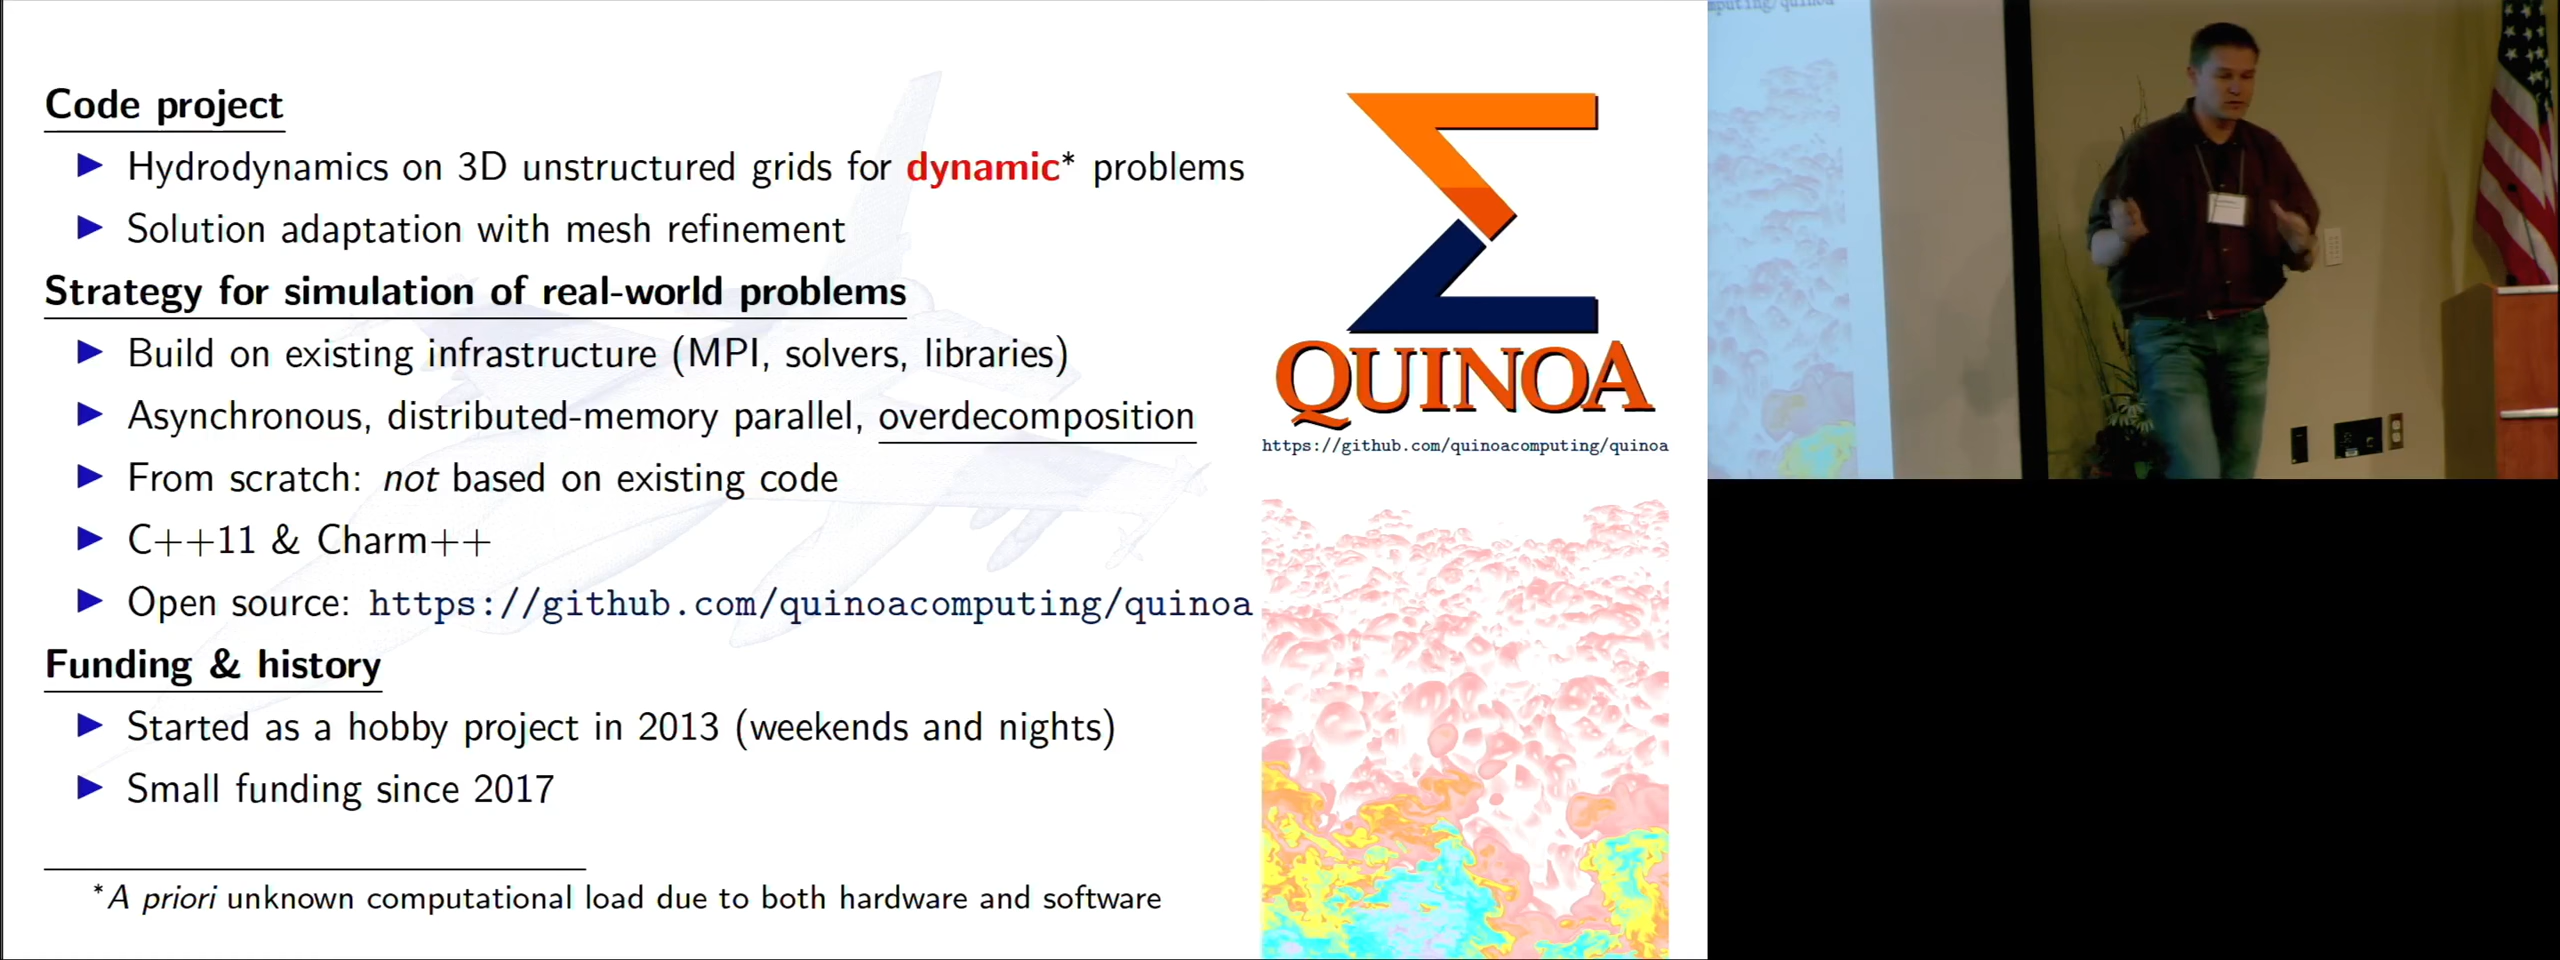 Code project
▶ Hydrodynamics on 3D unstructured grids for dynamic* problems
▶ Solution adaptation with mesh refinement
Strategy for simulation of real-world problems
▶ Build on existing infrastructure (MPI, solvers, libraries)
▶ Asynchronous, distributed-memory parallel, overdecomposition
▶ From scratch: not based on existing code
▶ C++11 & Charm++
▶ Open source: https://github.com/quinoacomputing/quinoa
Funding & history
▶ Started as a hobby project in 2013 (weekends and nights)
▶ Small funding since 2017
*A priori unknown computational load due to both hardware and software
QUINOA
https://github.com/quinoacomputing/quinoa
mputing/quinoa